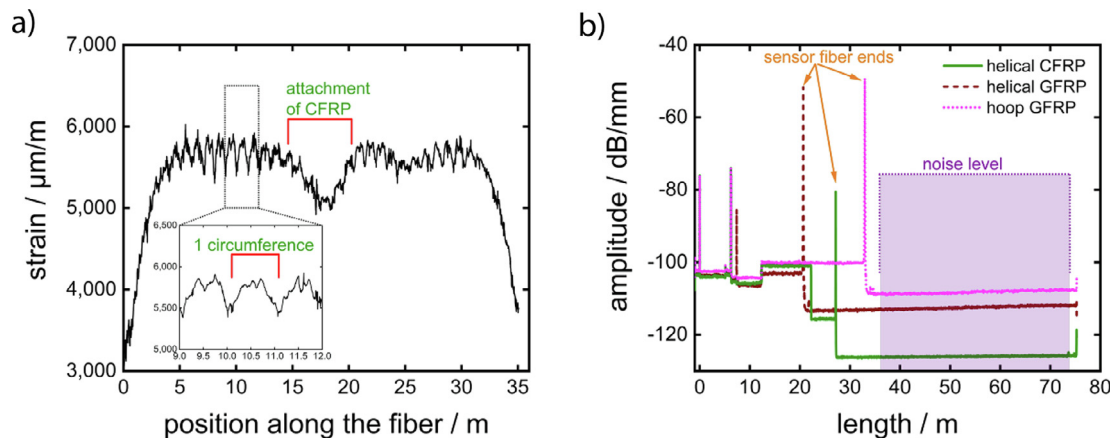 a)
7,000
6,000
5,000
4,000
3,000
strain / μm/m
attachment
of CFRP
6,500
6,000
5,500
5,000
1 circumference
9.0 9.5 10.0 10.5 11.0 11.5 12.0
0 5 10 15 20 25 30 35
position along the fiber / m
b)
-40
-60
-80
-100
-120
amplitude / dB/mm
sensor fiber ends
helical CFRP
helical GFRP
hoop GFRP
noise level
0 10 20 30 40 50 60 70 80
length / m